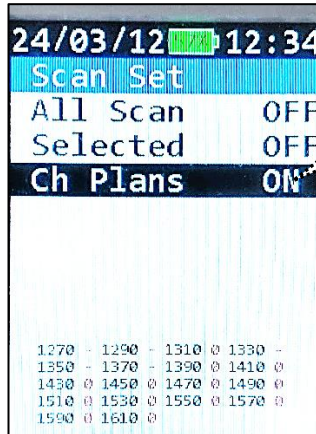 24/03/12 97% 12:34
Scan Set
All Scan OFF
Selected OFF
Ch Plans ON
1270 - 1290 - 1310 0 1330 -
1350 - 1370 - 1390 0 1410 0
1430 0 1450 0 1470 0 1490 0
1510 0 1530 0 1550 0 1570 0
1590 0 1610 0